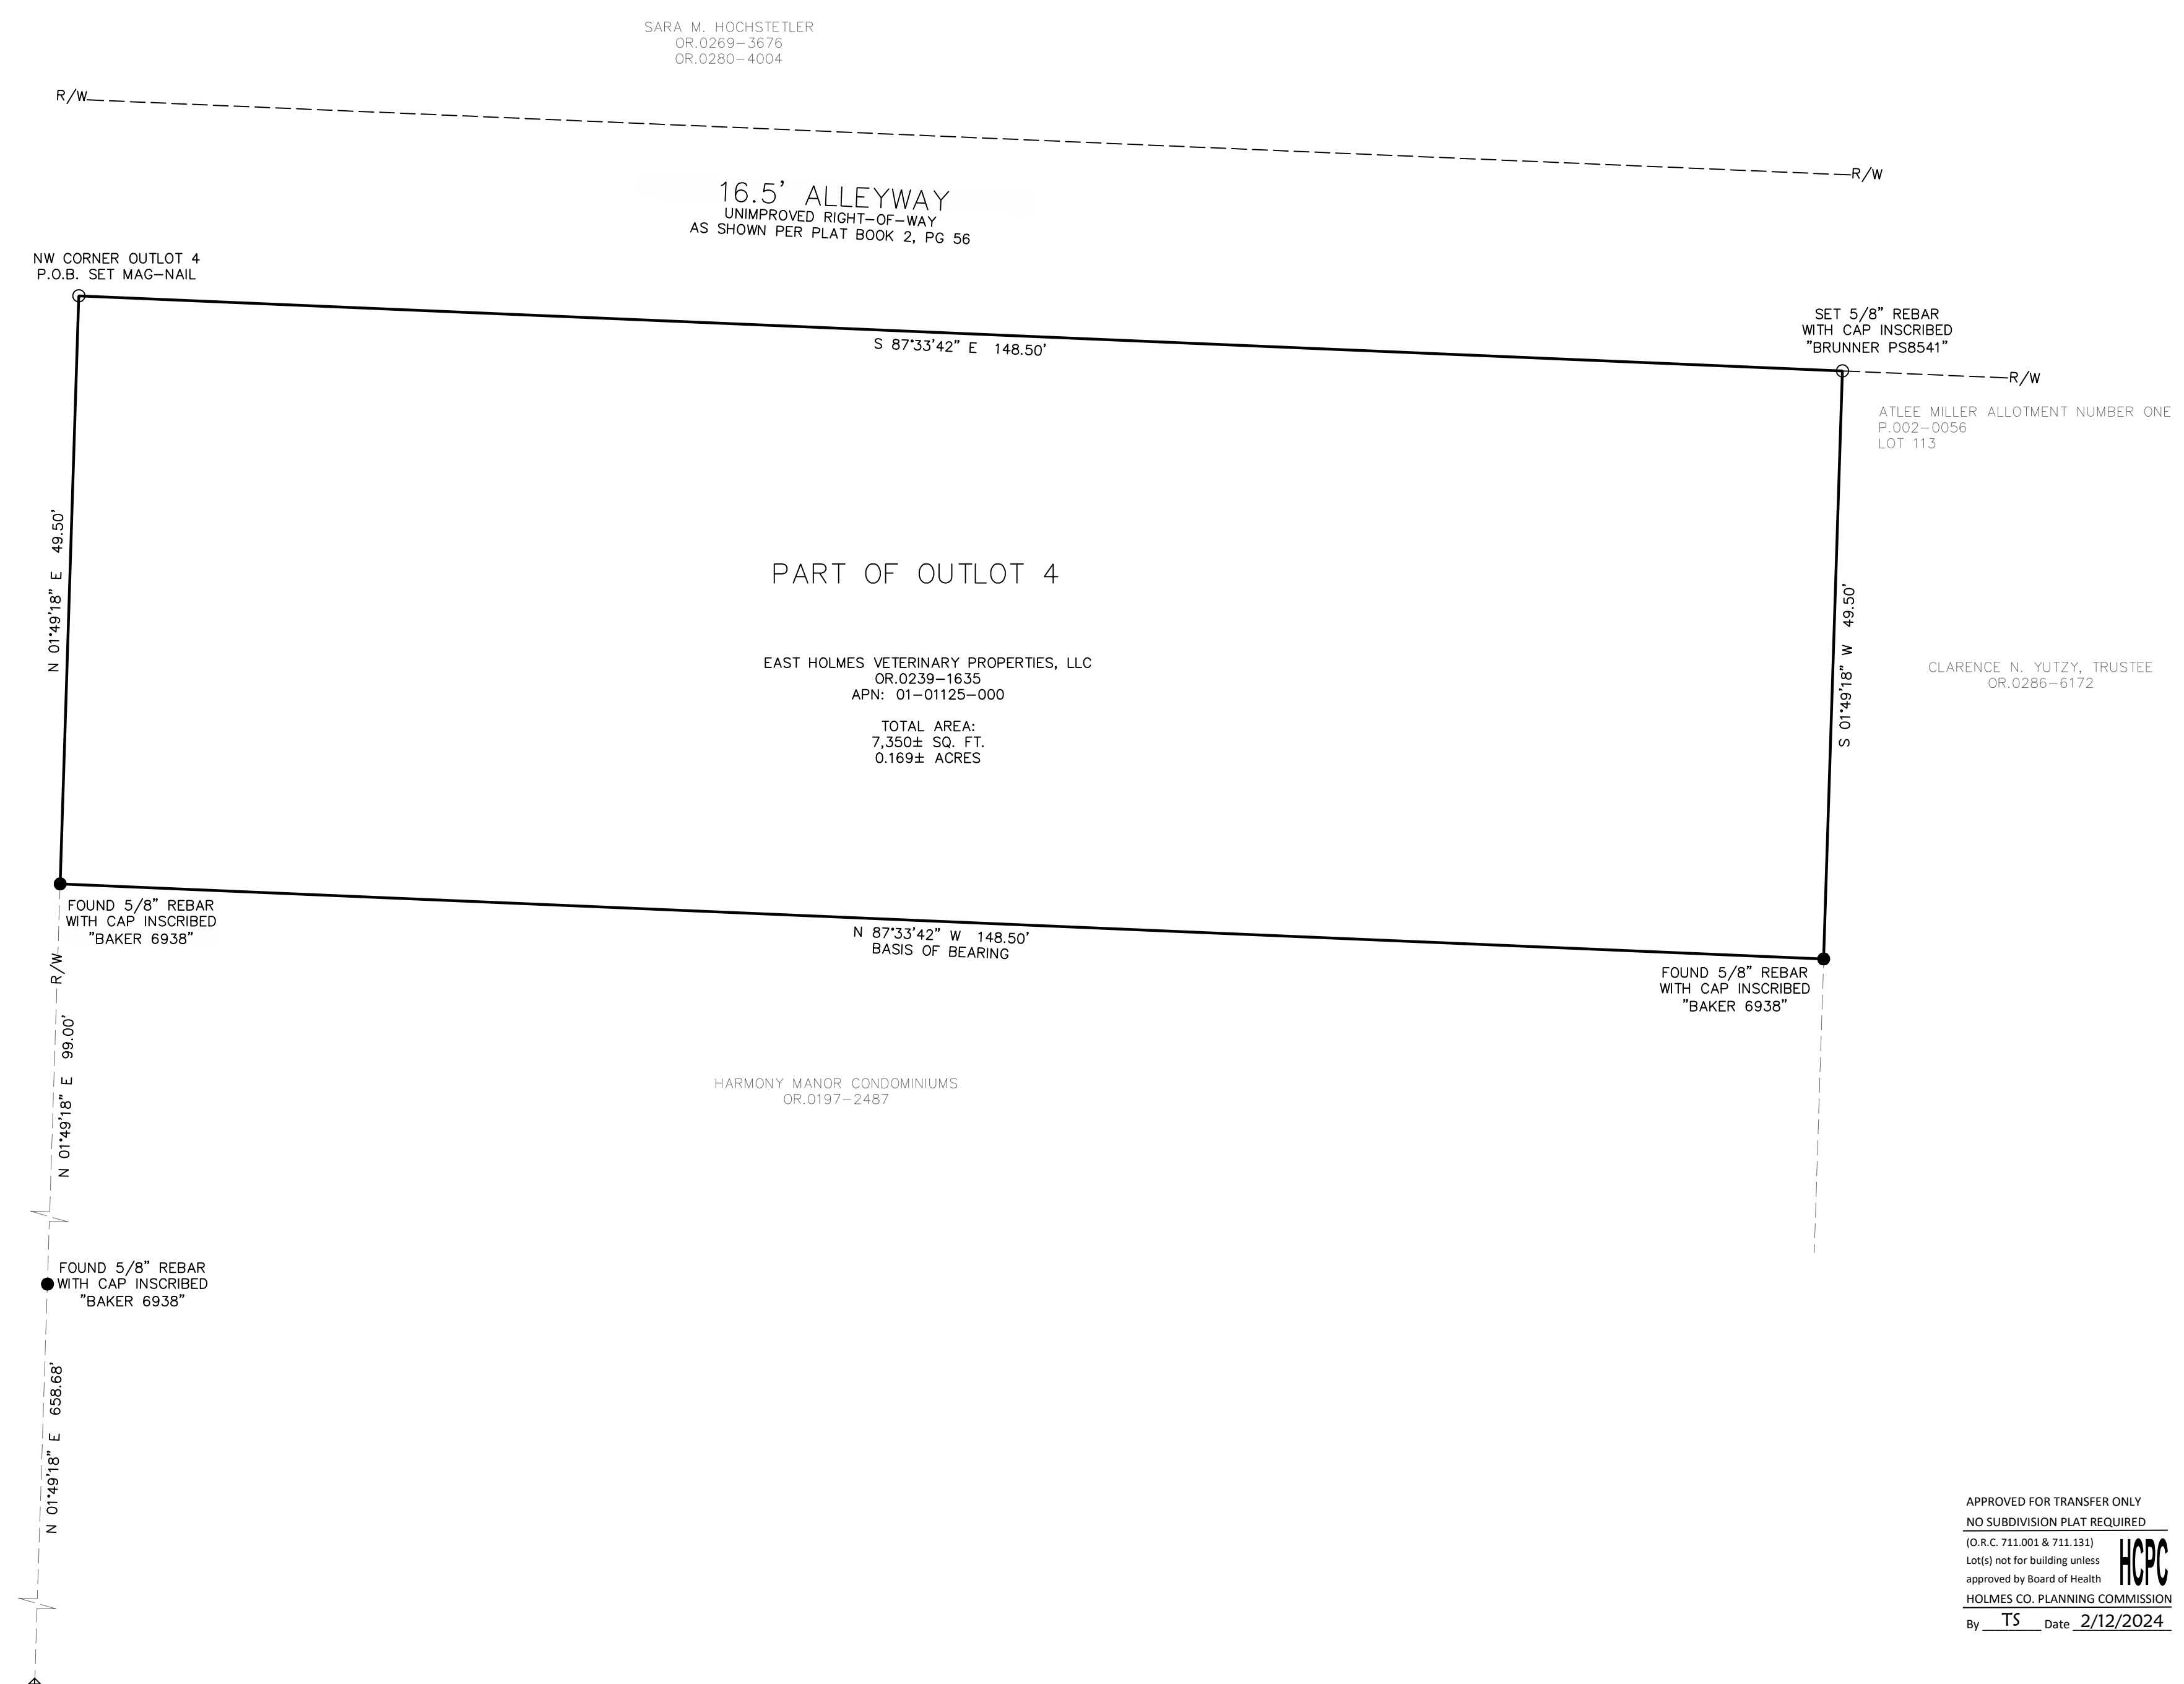 SARA M. HOCHSTETLER
OR.0269-3676
OR.0280-4004
R/W
R/W
16.5' ALLEYWAY
UNIMPROVED RIGHT-OF-WAY
AS SHOWN PER PLAT BOOK 2, PG 56
NW CORNER OUTLOT 4
P.O.B. SET MAG-NAIL
SET 5/8" REBAR
WITH CAP INSCRIBED
"BRUNNER PS8541"
S 87°33'42" E 148.50'
R/W
ATLEE MILLER ALLOTMENT NUMBER ONE
P.002-0056
LOT 113
N 01°49'18" E 49.50'
PART OF OUTLOT 4
S 01°49'18" W 49.50'
EAST HOLMES VETERINARY PROPERTIES, LLC
OR.0239-1635
APN: 01-01125-000
CLARENCE N. YUTZY, TRUSTEE
OR.0286-6172
TOTAL AREA:
7,350± SQ. FT.
0.169± ACRES
FOUND 5/8" REBAR
WITH CAP INSCRIBED
"BAKER 6938"
N 87°33'42" W 148.50'
BASIS OF BEARING
FOUND 5/8" REBAR
WITH CAP INSCRIBED
"BAKER 6938"
R/W
N 01°49'18" E 99.00'
HARMONY MANOR CONDOMINIUMS
OR.0197-2487
FOUND 5/8" REBAR
WITH CAP INSCRIBED
"BAKER 6938"
N 01°49'18" E 658.68'
APPROVED FOR TRANSFER ONLY
NO SUBDIVISION PLAT REQUIRED
(O.R.C. 711.001 & 711.131)
Lot(s) not for building unless
approved by Board of Health
HCPC
HOLMES CO. PLANNING COMMISSION
By TS Date 2/12/2024